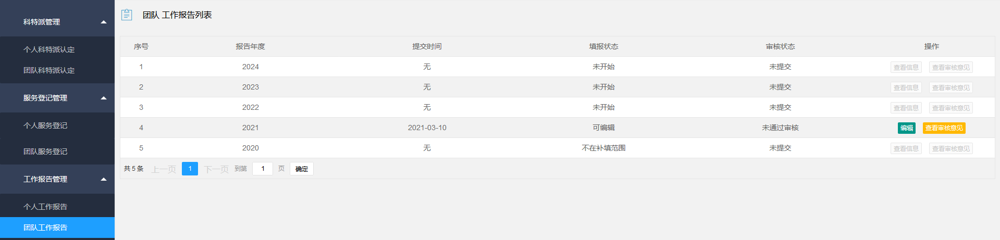 科特派管理
个人科特派认定
团队科特派认定
服务登记管理
个人服务登记
团队服务登记
工作报告管理
个人工作报告
团队工作报告
团队 工作报告列表
序号 报告年度 提交时间 填报状态 审核状态 操作
1 2024 无 未开始 未提交 查看信息 查看审核意见
2 2023 无 未开始 未提交 查看信息 查看审核意见
3 2022 无 未开始 未提交 查看信息 查看审核意见
4 2021 2021-03-10 可编辑 未通过审核 编辑 查看审核意见
5 2020 无 不在补填范围 未提交 查看信息 查看审核意见
共 5 条 上一页 1 下一页 到第 1 页 确定